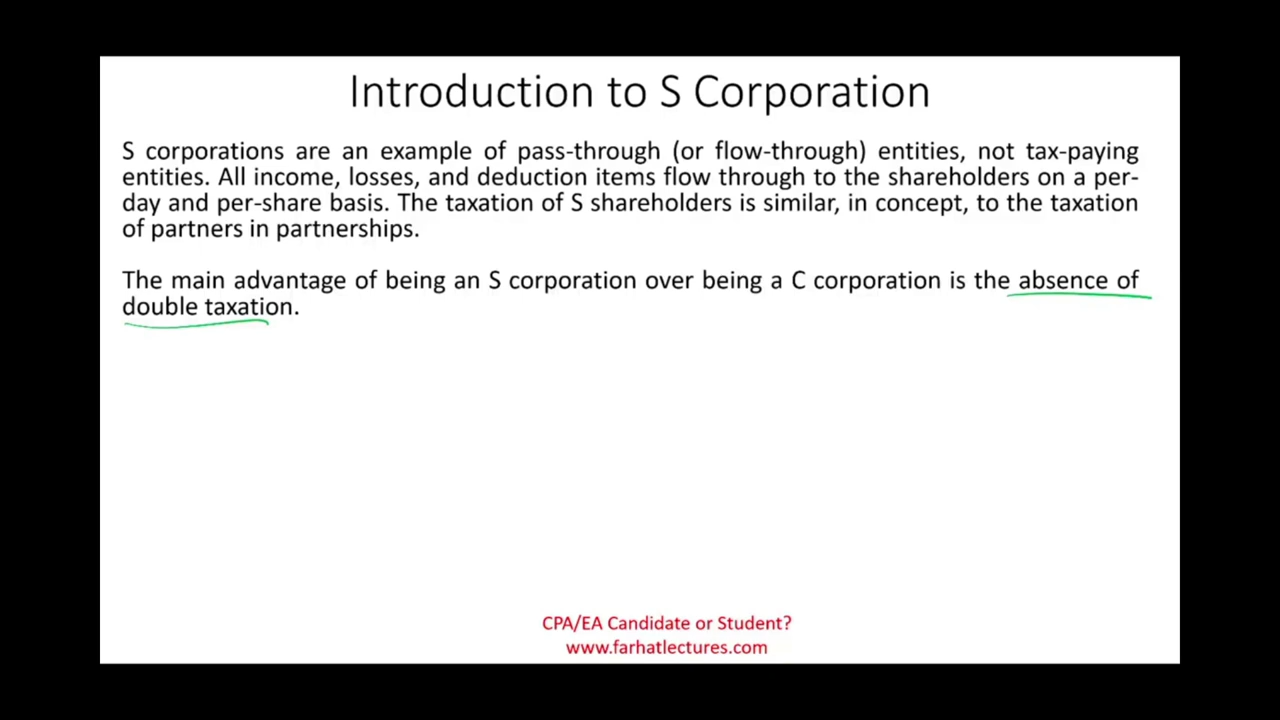 Introduction to S Corporation
S corporations are an example of pass-through (or flow-through) entities, not tax-paying
entities. All income, losses, and deduction items flow through to the shareholders on a per-
day and per-share basis. The taxation of S shareholders is similar, in concept, to the taxation
of partners in partnerships.
The main advantage of being an S corporation over being a C corporation is the absence of
double taxation.
CPA/EA Candidate or Student?
www.farhatlectures.com